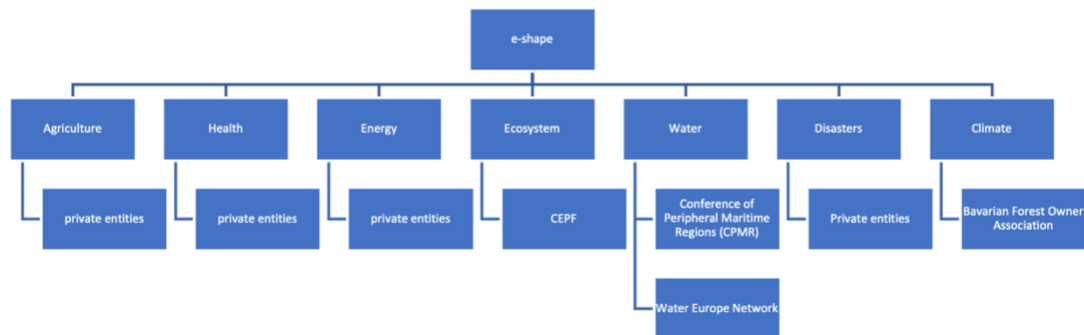 e-shape
Agriculture
Health
Energy
Ecosystem
Water
Disasters
Climate
private entities
private entities
private entities
CEPF
Conference of
Peripheral Maritime
Regions (CPMR)
Private entities
Bavarian Forest Owner
Association
Water Europe Network